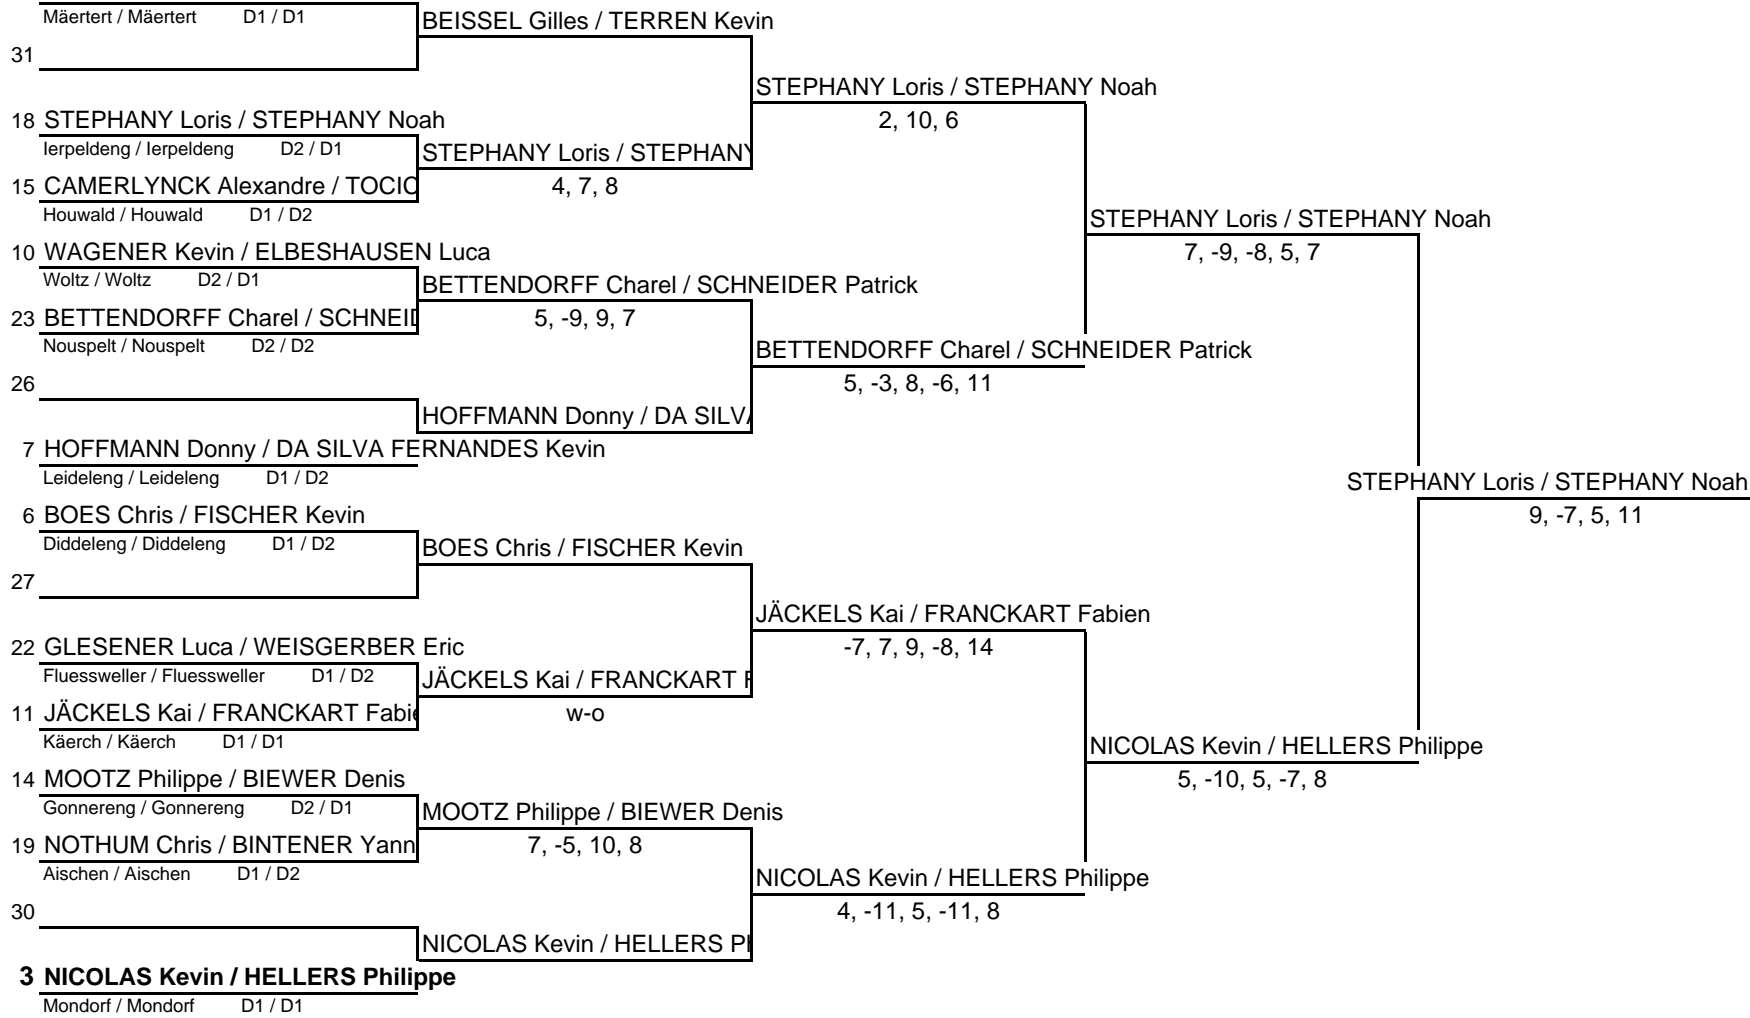 Mäertert / Mäertert D1 / D1
BEISSEL Gilles / TERREN Kevin
31
STEPHANY Loris / STEPHANY Noah
2, 10, 6
18 STEPHANY Loris / STEPHANY Noah
Ierpeldeng / Ierpeldeng D2 / D1
STEPHANY Loris / STEPHANY
4, 7, 8
15 CAMERLYNCK Alexandre / TOCIO
Houwald / Houwald D1 / D2
STEPHANY Loris / STEPHANY Noah
7, -9, -8, 5, 7
10 WAGENER Kevin / ELBESHAUSEN Luca
Woltz / Woltz D2 / D1
BETTENDORFF Charel / SCHNEIDER Patrick
5, -9, 9, 7
23 BETTENDORFF Charel / SCHNEID
Nouspelt / Nouspelt D2 / D2
BETTENDORFF Charel / SCHNEIDER Patrick
5, -3, 8, -6, 11
26
HOFFMANN Donny / DA SILVA
7 HOFFMANN Donny / DA SILVA FERNANDES Kevin
Leideleng / Leideleng D1 / D2
STEPHANY Loris / STEPHANY Noah
9, -7, 5, 11
6 BOES Chris / FISCHER Kevin
Diddeleng / Diddeleng D1 / D2
BOES Chris / FISCHER Kevin
27
JÄCKELS Kai / FRANCKART Fabien
-7, 7, 9, -8, 14
22 GLESENER Luca / WEISGERBER Eric
Fluessweller / Fluessweller D1 / D2
JÄCKELS Kai / FRANCKART F
w-o
11 JÄCKELS Kai / FRANCKART Fabie
Käerch / Käerch D1 / D1
NICOLAS Kevin / HELLERS Philippe
5, -10, 5, -7, 8
14 MOOTZ Philippe / BIEWER Denis
Gonnereng / Gonnereng D2 / D1
MOOTZ Philippe / BIEWER Denis
7, -5, 10, 8
19 NOTHUM Chris / BINTENER Yann
Aischen / Aischen D1 / D2
NICOLAS Kevin / HELLERS Philippe
4, -11, 5, -11, 8
30
NICOLAS Kevin / HELLERS Ph
3 NICOLAS Kevin / HELLERS Philippe
Mondorf / Mondorf D1 / D1